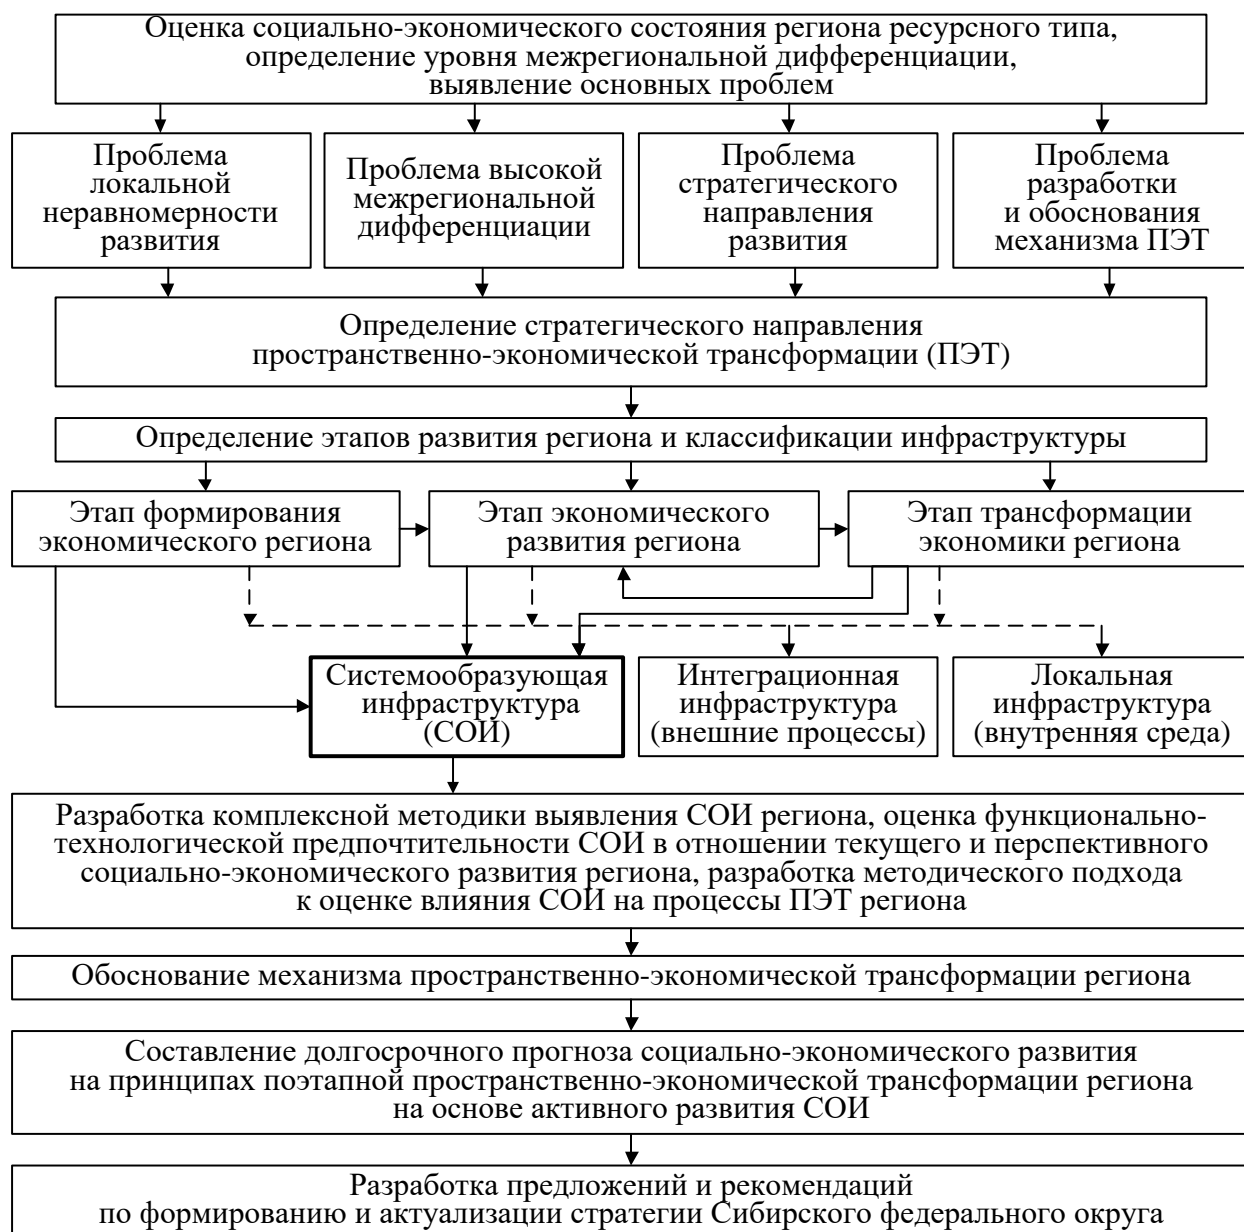 Оценка социально-экономического состояния региона ресурсного типа,
определение уровня межрегиональной дифференциации,
выявление основных проблем
Проблема
локальной
неравномерности
развития
Проблема высокой
межрегиональной
дифференциации
Проблема
стратегического
направления
развития
Проблема
разработки
и обоснования
механизма ПЭТ
Определение стратегического направления
пространственно-экономической трансформации (ПЭТ)
Определение этапов развития региона и классификации инфраструктуры
Этап формирования
экономического региона
Этап экономического
развития региона
Этап трансформации
экономики региона
Системообразующая
инфраструктура
(СОИ)
Интеграционная
инфраструктура
(внешние процессы)
Локальная
инфраструктура
(внутренняя среда)
Разработка комплексной методики выявления СОИ региона, оценка функционально-
технологической предпочтительности СОИ в отношении текущего и перспективного
социально-экономического развития региона, разработка методического подхода
к оценке влияния СОИ на процессы ПЭТ региона
Обоснование механизма пространственно-экономической трансформации региона
Составление долгосрочного прогноза социально-экономического развития
на принципах поэтапной пространственно-экономической трансформации региона
на основе активного развития СОИ
Разработка предложений и рекомендаций
по формированию и актуализации стратегии Сибирского федерального округа